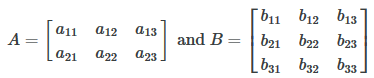 A = [ a₁₁ a₁₂ a₁₃ ; a₂₁ a₂₂ a₂₃ ] and B = [ b₁₁ b₁₂ b₁₃ ; b₂₁ b₂₂ b₂₃ ; b₃₁ b₃₂ b₃₃ ]